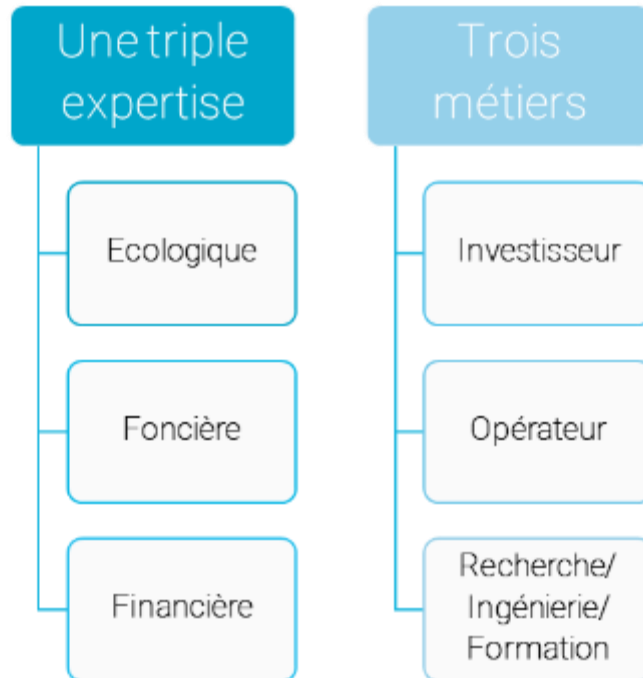 Une triple
expertise
Ecologique
Foncière
Financière
Trois
métiers
Investisseur
Opérateur
Recherche/
Ingénierie/
Formation